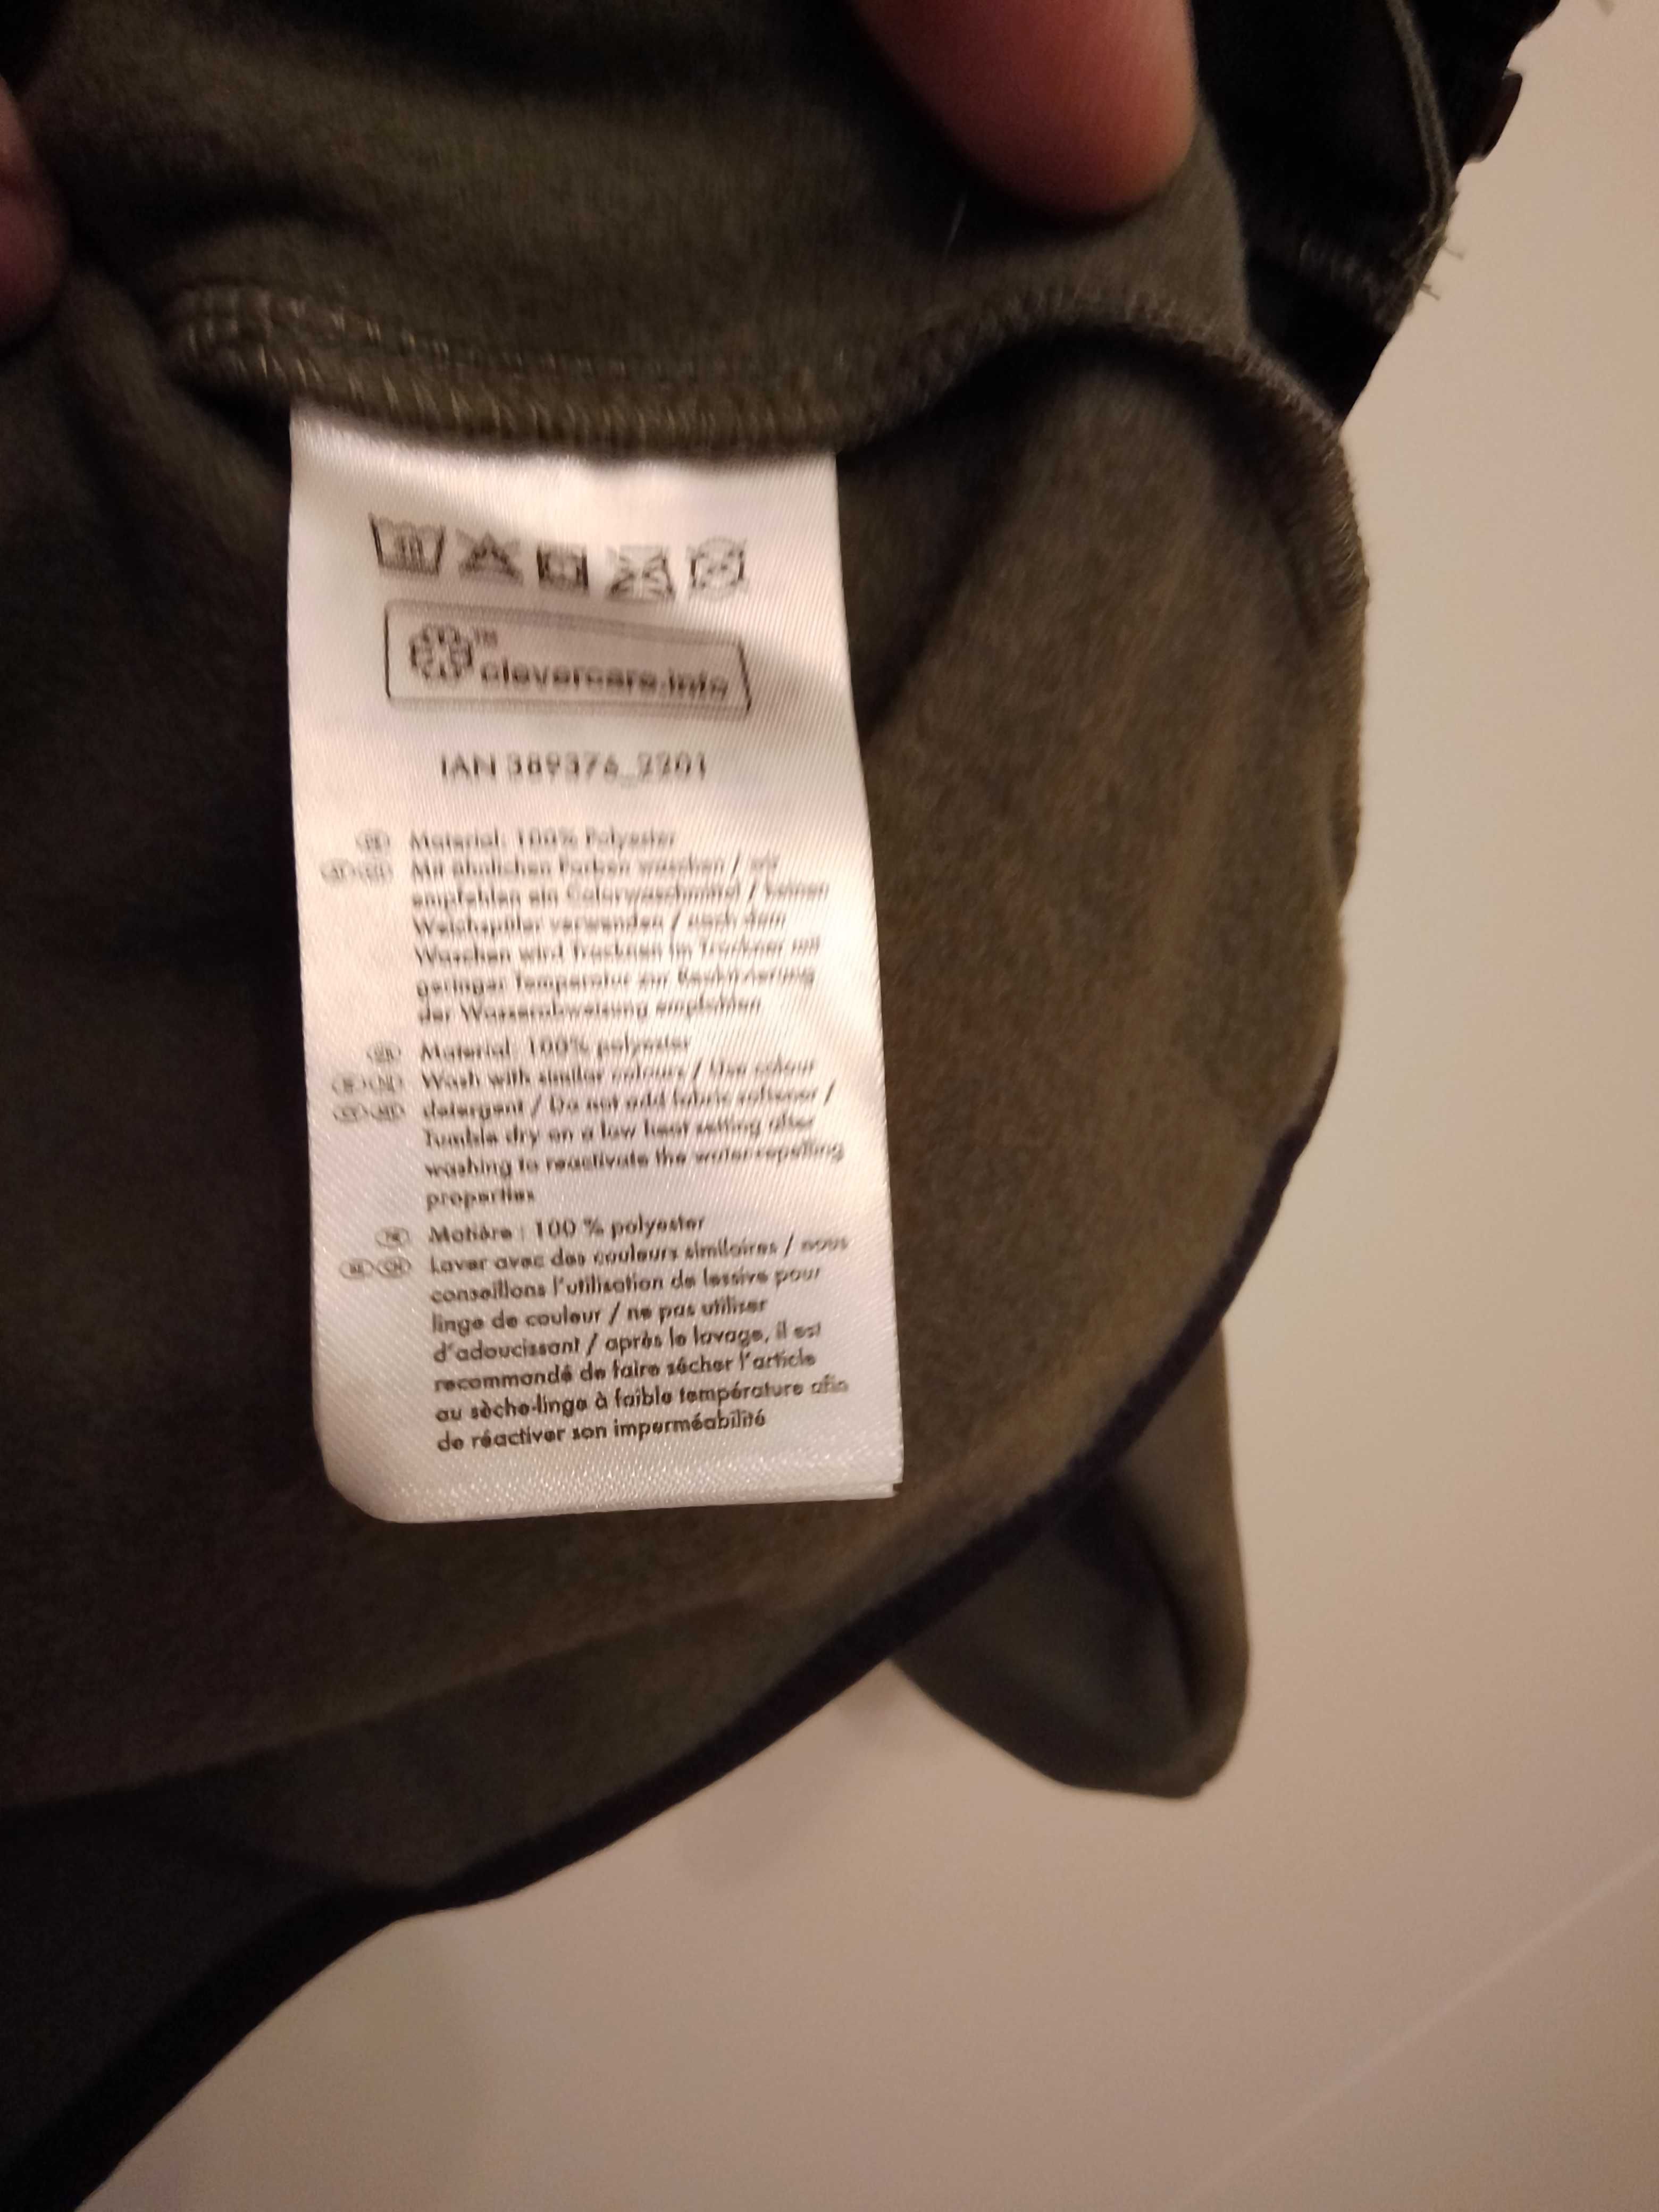 30
TM
clevercare.info
IAN 389376_2201
DE Material: 100% Polyester
Mit ähnlichen Farben waschen / wir
empfehlen ein Colorwaschmittel / keinen
Weichspüler verwenden / nach dem
Waschen wird Trocknen im Trockner mit
geringer Temperatur zur Reaktivierung
der Wasserabweisung empfohlen
Material: 100% polyester
Wash with similar colours / Use colour
detergent / Do not add fabric softener /
Tumble dry on a low heat setting after
washing to reactivate the water-repelling
properties
Matière : 100 % polyester
BE CH Laver avec des couleurs similaires / nous
conseillons l'utilisation de lessive pour
linge de couleur / ne pas utiliser
d'adoucissant / après le lavage, il est
recommandé de faire sécher l'article
au sèche-linge à faible température afin
de réactiver son imperméabilité